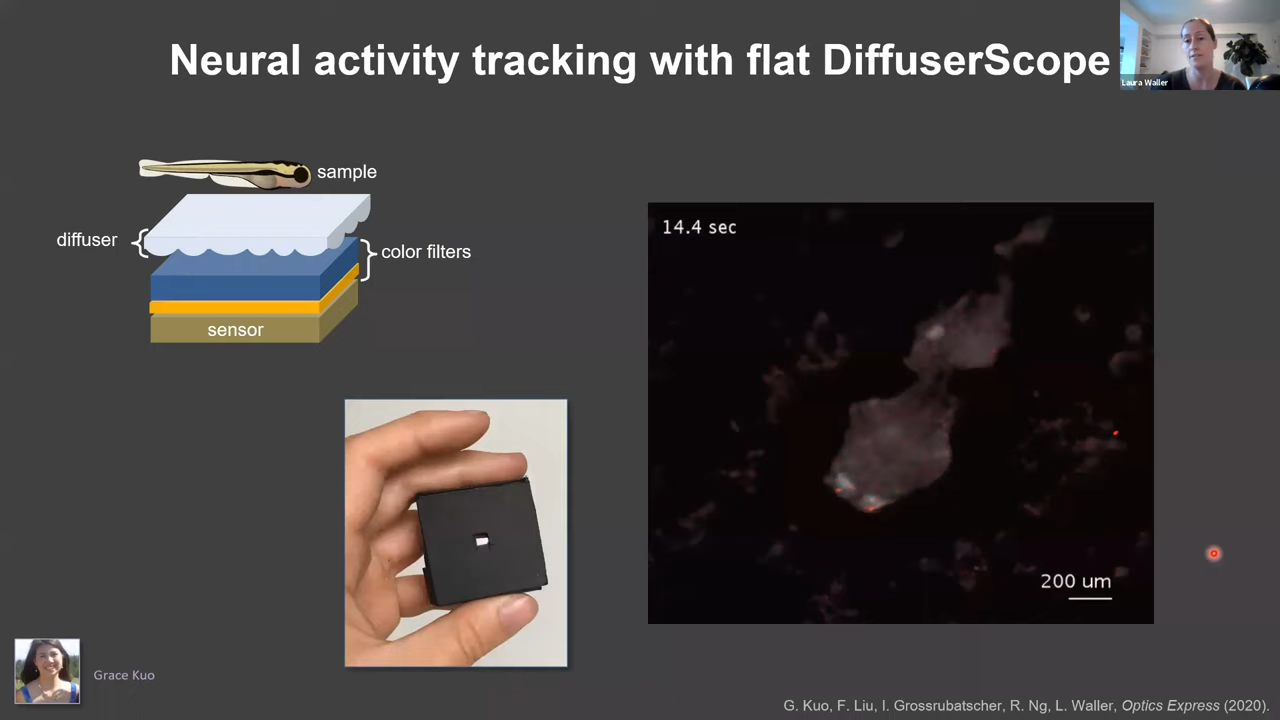 Neural activity tracking with flat DiffuserScope
Laura Waller
sample
diffuser
color filters
sensor
14.4 sec
200 um
Grace Kuo
G. Kuo, F. Liu, I. Grossrubatscher, R. Ng, L. Waller, Optics Express (2020).